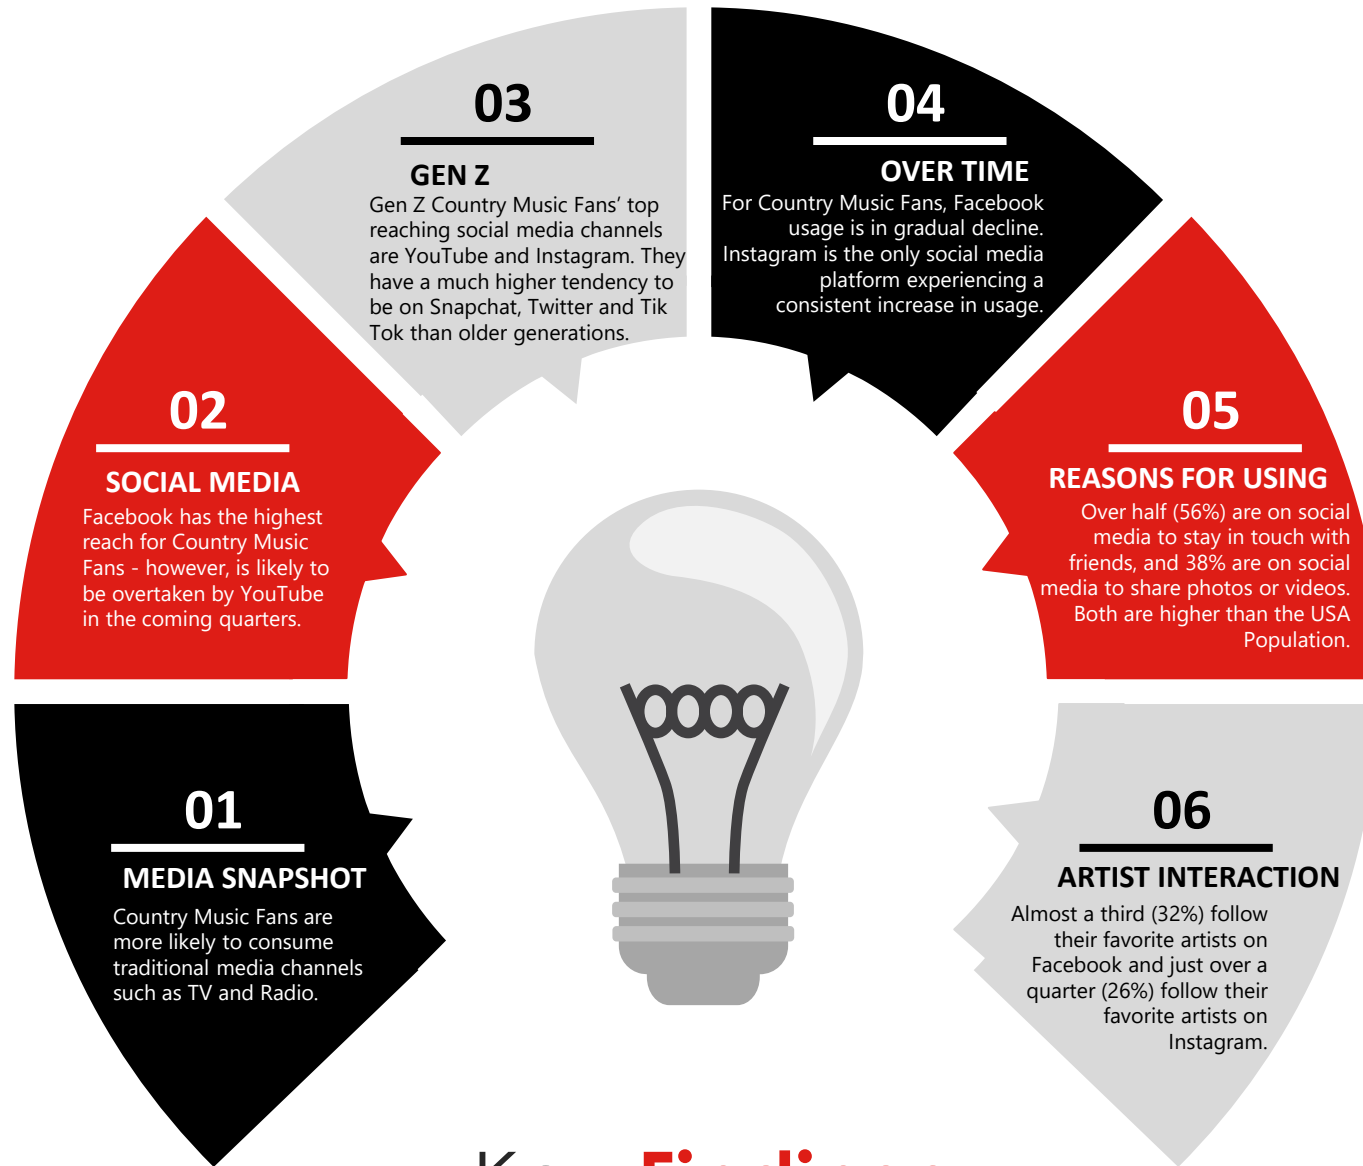 01
MEDIA SNAPSHOT
Country Music Fans are
more likely to consume
traditional media channels
such as TV and Radio.
02
SOCIAL MEDIA
Facebook has the highest
reach for Country Music
Fans - however, is likely to
be overtaken by YouTube
in the coming quarters.
03
GEN Z
Gen Z Country Music Fans’ top
reaching social media channels
are YouTube and Instagram. They
have a much higher tendency to
be on Snapchat, Twitter and Tik
Tok than older generations.
04
OVER TIME
For Country Music Fans, Facebook
usage is in gradual decline.
Instagram is the only social media
platform experiencing a
consistent increase in usage.
05
REASONS FOR USING
Over half (56%) are on social
media to stay in touch with
friends, and 38% are on social
media to share photos or videos.
Both are higher than the USA
Population.
06
ARTIST INTERACTION
Almost a third (32%) follow
their favorite artists on
Facebook and just over a
quarter (26%) follow their
favorite artists on
Instagram.
Key Findings